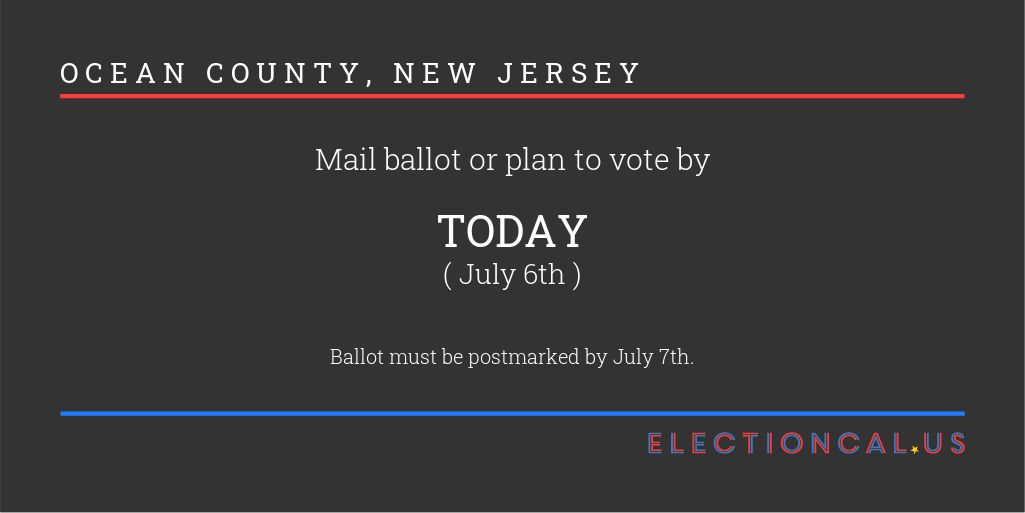 OCEAN COUNTY, NEW JERSEY
Mail ballot or plan to vote by
TODAY
( July 6th )
Ballot must be postmarked by July 7th.
ELECTIONCAL.US